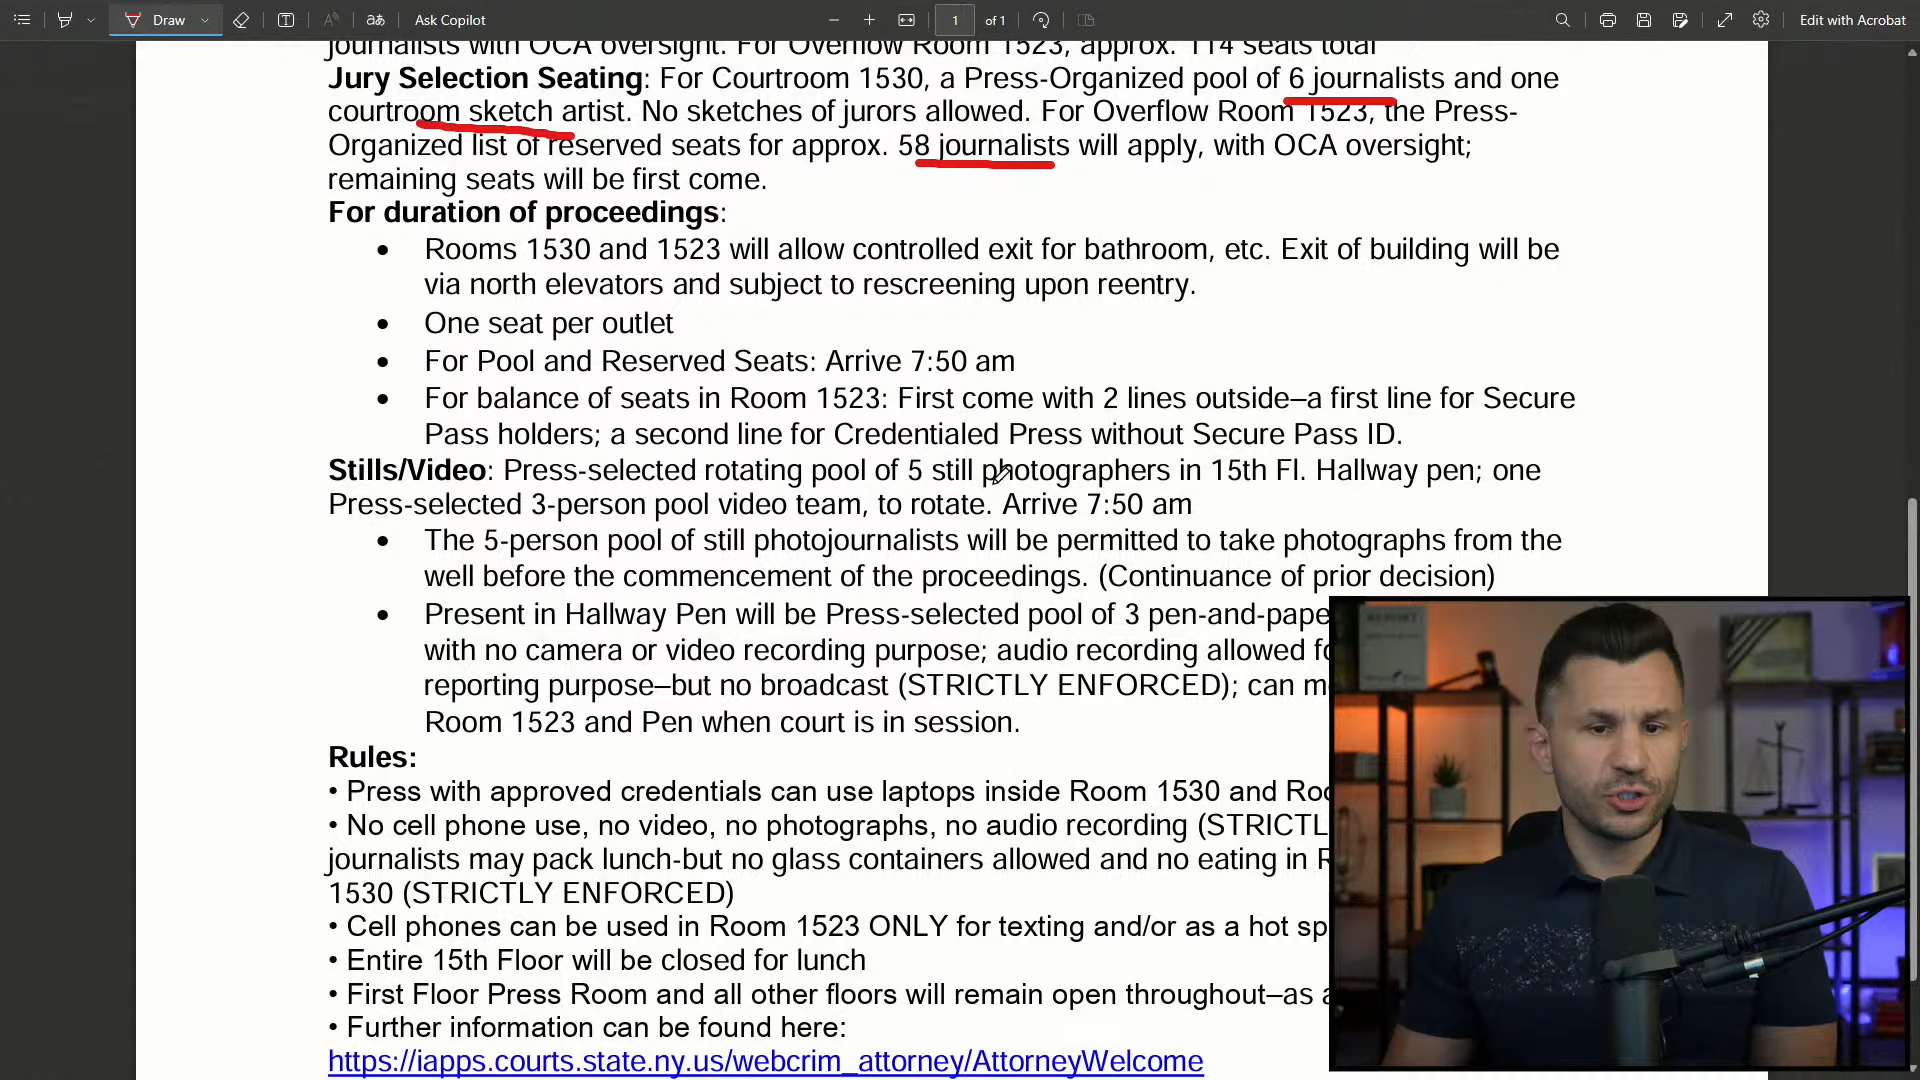 Draw
aあ
Ask Copilot
1
of 1
Edit with Acrobat
journalists with OCA oversight. For Overflow Room 1523, approx. 114 seats total
Jury Selection Seating: For Courtroom 1530, a Press-Organized pool of 6 journalists and one
courtroom sketch artist. No sketches of jurors allowed. For Overflow Room 1523, the Press-
Organized list of reserved seats for approx. 58 journalists will apply, with OCA oversight;
remaining seats will be first come.
For duration of proceedings:
• Rooms 1530 and 1523 will allow controlled exit for bathroom, etc. Exit of building will be
via north elevators and subject to rescreening upon reentry.
• One seat per outlet
• For Pool and Reserved Seats: Arrive 7:50 am
• For balance of seats in Room 1523: First come with 2 lines outside–a first line for Secure
Pass holders; a second line for Credentialed Press without Secure Pass ID.
Stills/Video: Press-selected rotating pool of 5 still photographers in 15th Fl. Hallway pen; one
Press-selected 3-person pool video team, to rotate. Arrive 7:50 am
• The 5-person pool of still photojournalists will be permitted to take photographs from the
well before the commencement of the proceedings. (Continuance of prior decision)
• Present in Hallway Pen will be Press-selected pool of 3 pen-and-pape
with no camera or video recording purpose; audio recording allowed fo
reporting purpose–but no broadcast (STRICTLY ENFORCED); can m
Room 1523 and Pen when court is in session.
Rules:
• Press with approved credentials can use laptops inside Room 1530 and Roo
• No cell phone use, no video, no photographs, no audio recording (STRICTL
journalists may pack lunch-but no glass containers allowed and no eating in R
1530 (STRICTLY ENFORCED)
• Cell phones can be used in Room 1523 ONLY for texting and/or as a hot sp
• Entire 15th Floor will be closed for lunch
• First Floor Press Room and all other floors will remain open throughout–as a
• Further information can be found here:
https://iapps.courts.state.ny.us/webcrim_attorney/AttorneyWelcome